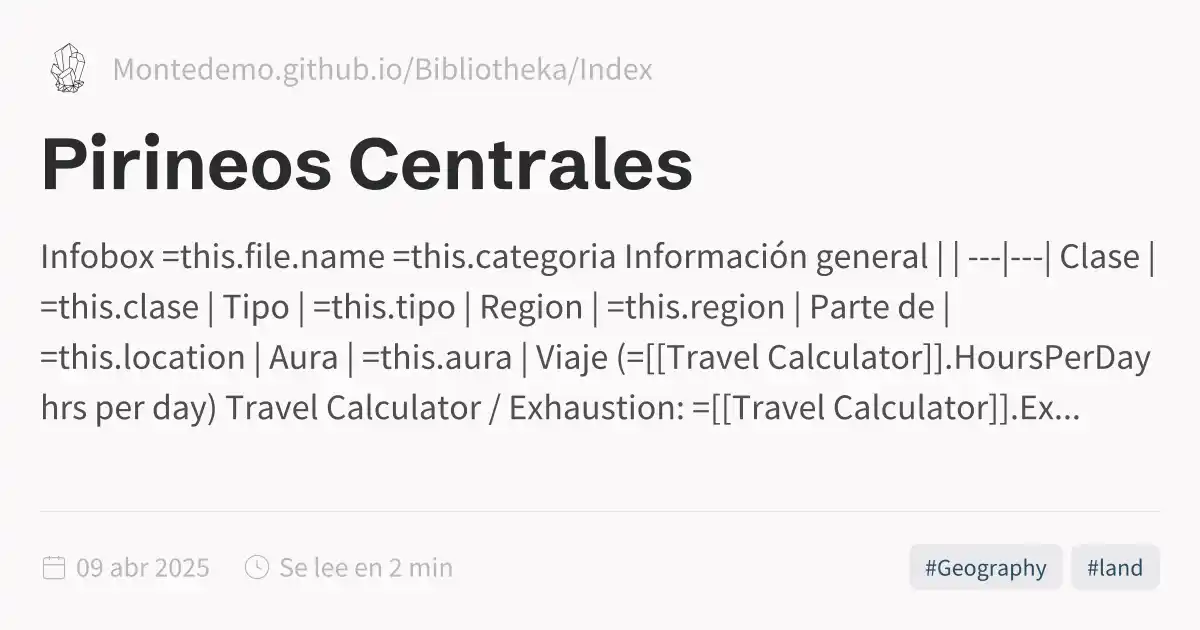 Montedemo.github.io/Bibliotheka/Index
Pirineos Centrales
Infobox =this.file.name =this.categoria Información general | | ---|---| Clase |
=this.clase | Tipo | =this.tipo | Region | =this.region | Parte de |
=this.location | Aura | =this.aura | Viaje (=[[Travel Calculator]].HoursPerDay
hrs per day) Travel Calculator / Exhaustion: =[[Travel Calculator]].Ex...
09 abr 2025 Se lee en 2 min #Geography #land